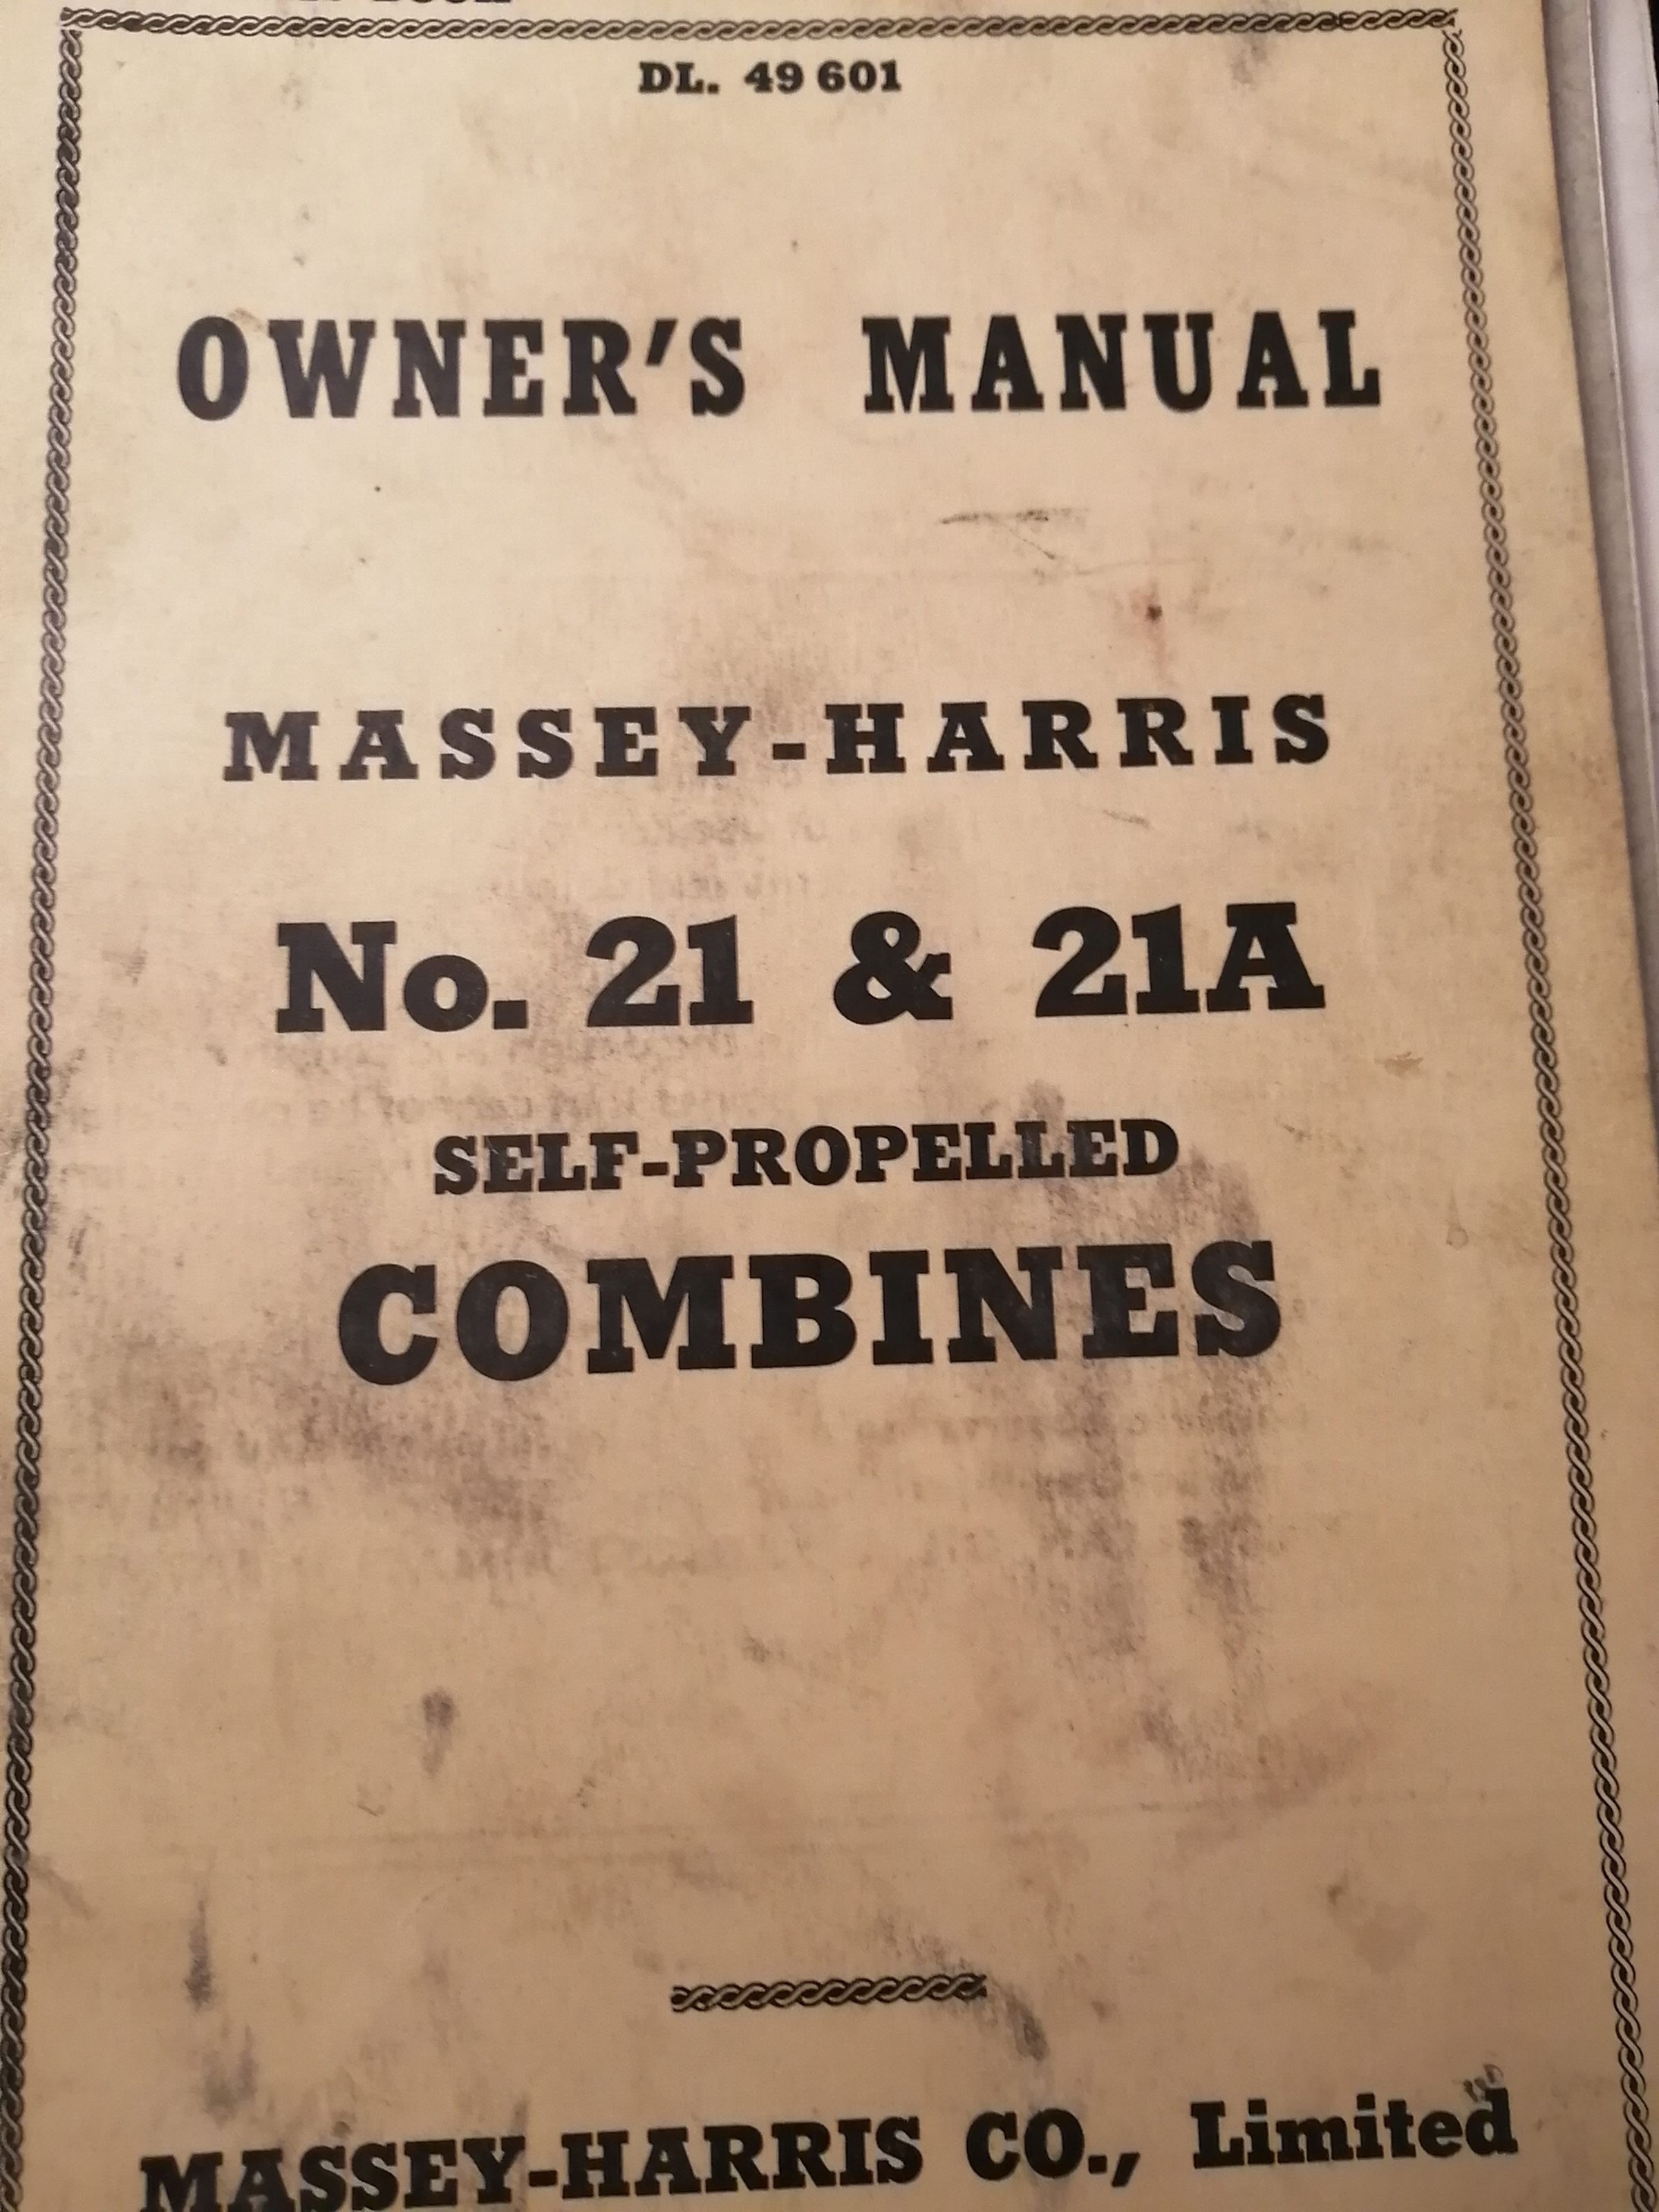 DL. 49 601
OWNER'S MANUAL
MASSEY-HARRIS
No. 21 & 21A
SELF-PROPELLED
COMBINES
MASSEY-HARRIS CO., Limited